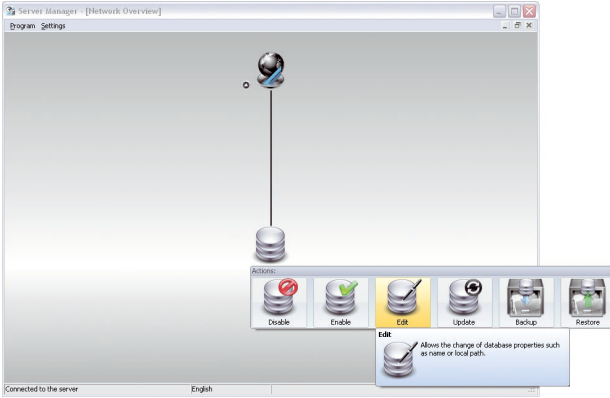 Server Manager - [Network Overview]
Program Settings
Actions:
Disable Enable Edit Update Backup Restore
Edit
Allows the change of database properties such
as name or local path.
Connected to the server English